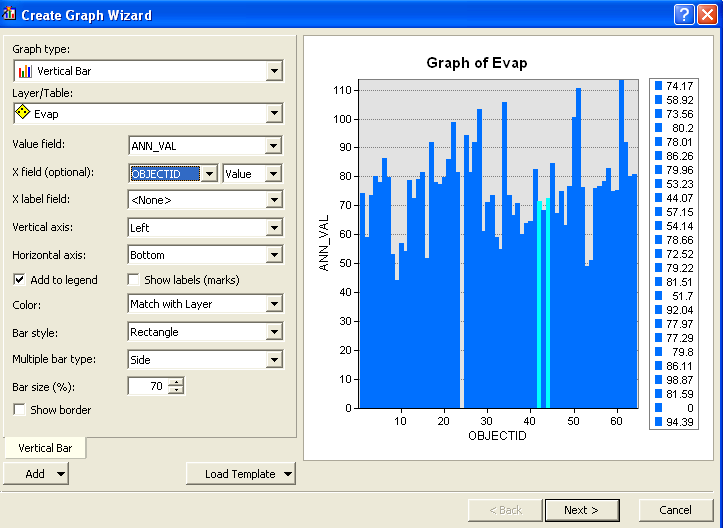 Create Graph Wizard
Graph type:
Vertical Bar
Layer/Table:
Evap
Value field:
ANN_VAL
X field (optional):
OBJECTID
Value
X label field:
<None>
Vertical axis:
Left
Horizontal axis:
Bottom
Add to legend
Show labels (marks)
Color:
Match with Layer
Bar style:
Rectangle
Multiple bar type:
Side
Bar size (%):
70
Show border
Vertical Bar
Add
Load Template
Graph of Evap
ANN_VAL
110
100
90
80
70
60
50
40
30
20
10
0
10
20
30
40
50
60
OBJECTID
74.17
58.92
73.56
80.2
78.01
86.26
79.96
53.23
44.07
57.15
54.14
78.66
72.52
79.22
81.51
51.7
92.04
77.97
77.29
79.8
86.11
98.87
81.59
0
94.39
< Back
Next >
Cancel